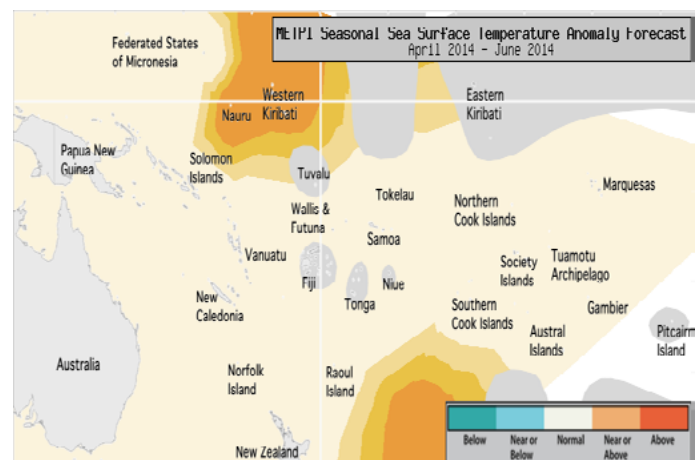 METPI Seasonal Sea Surface Temperature Anomaly Forecast
April 2014 - June 2014
Federated States
of Micronesia
Western
Kiribati
Nauru
Eastern
Kiribati
Papua New
Guinea
Solomon
Islands
Tuvalu
Tokelau
Marquesas
Wallis &
Futuna
Northern
Cook Islands
Samoa
Vanuatu
Society
Islands
Tuamotu
Archipelago
Fiji
Niue
Tonga
New
Caledonia
Southern
Cook Islands
Gambier
Austral
Islands
Pitcairn
Island
Australia
Norfolk
Island
Raoul
Island
New Zealand
Below
Near or
Below
Normal
Near or
Above
Above